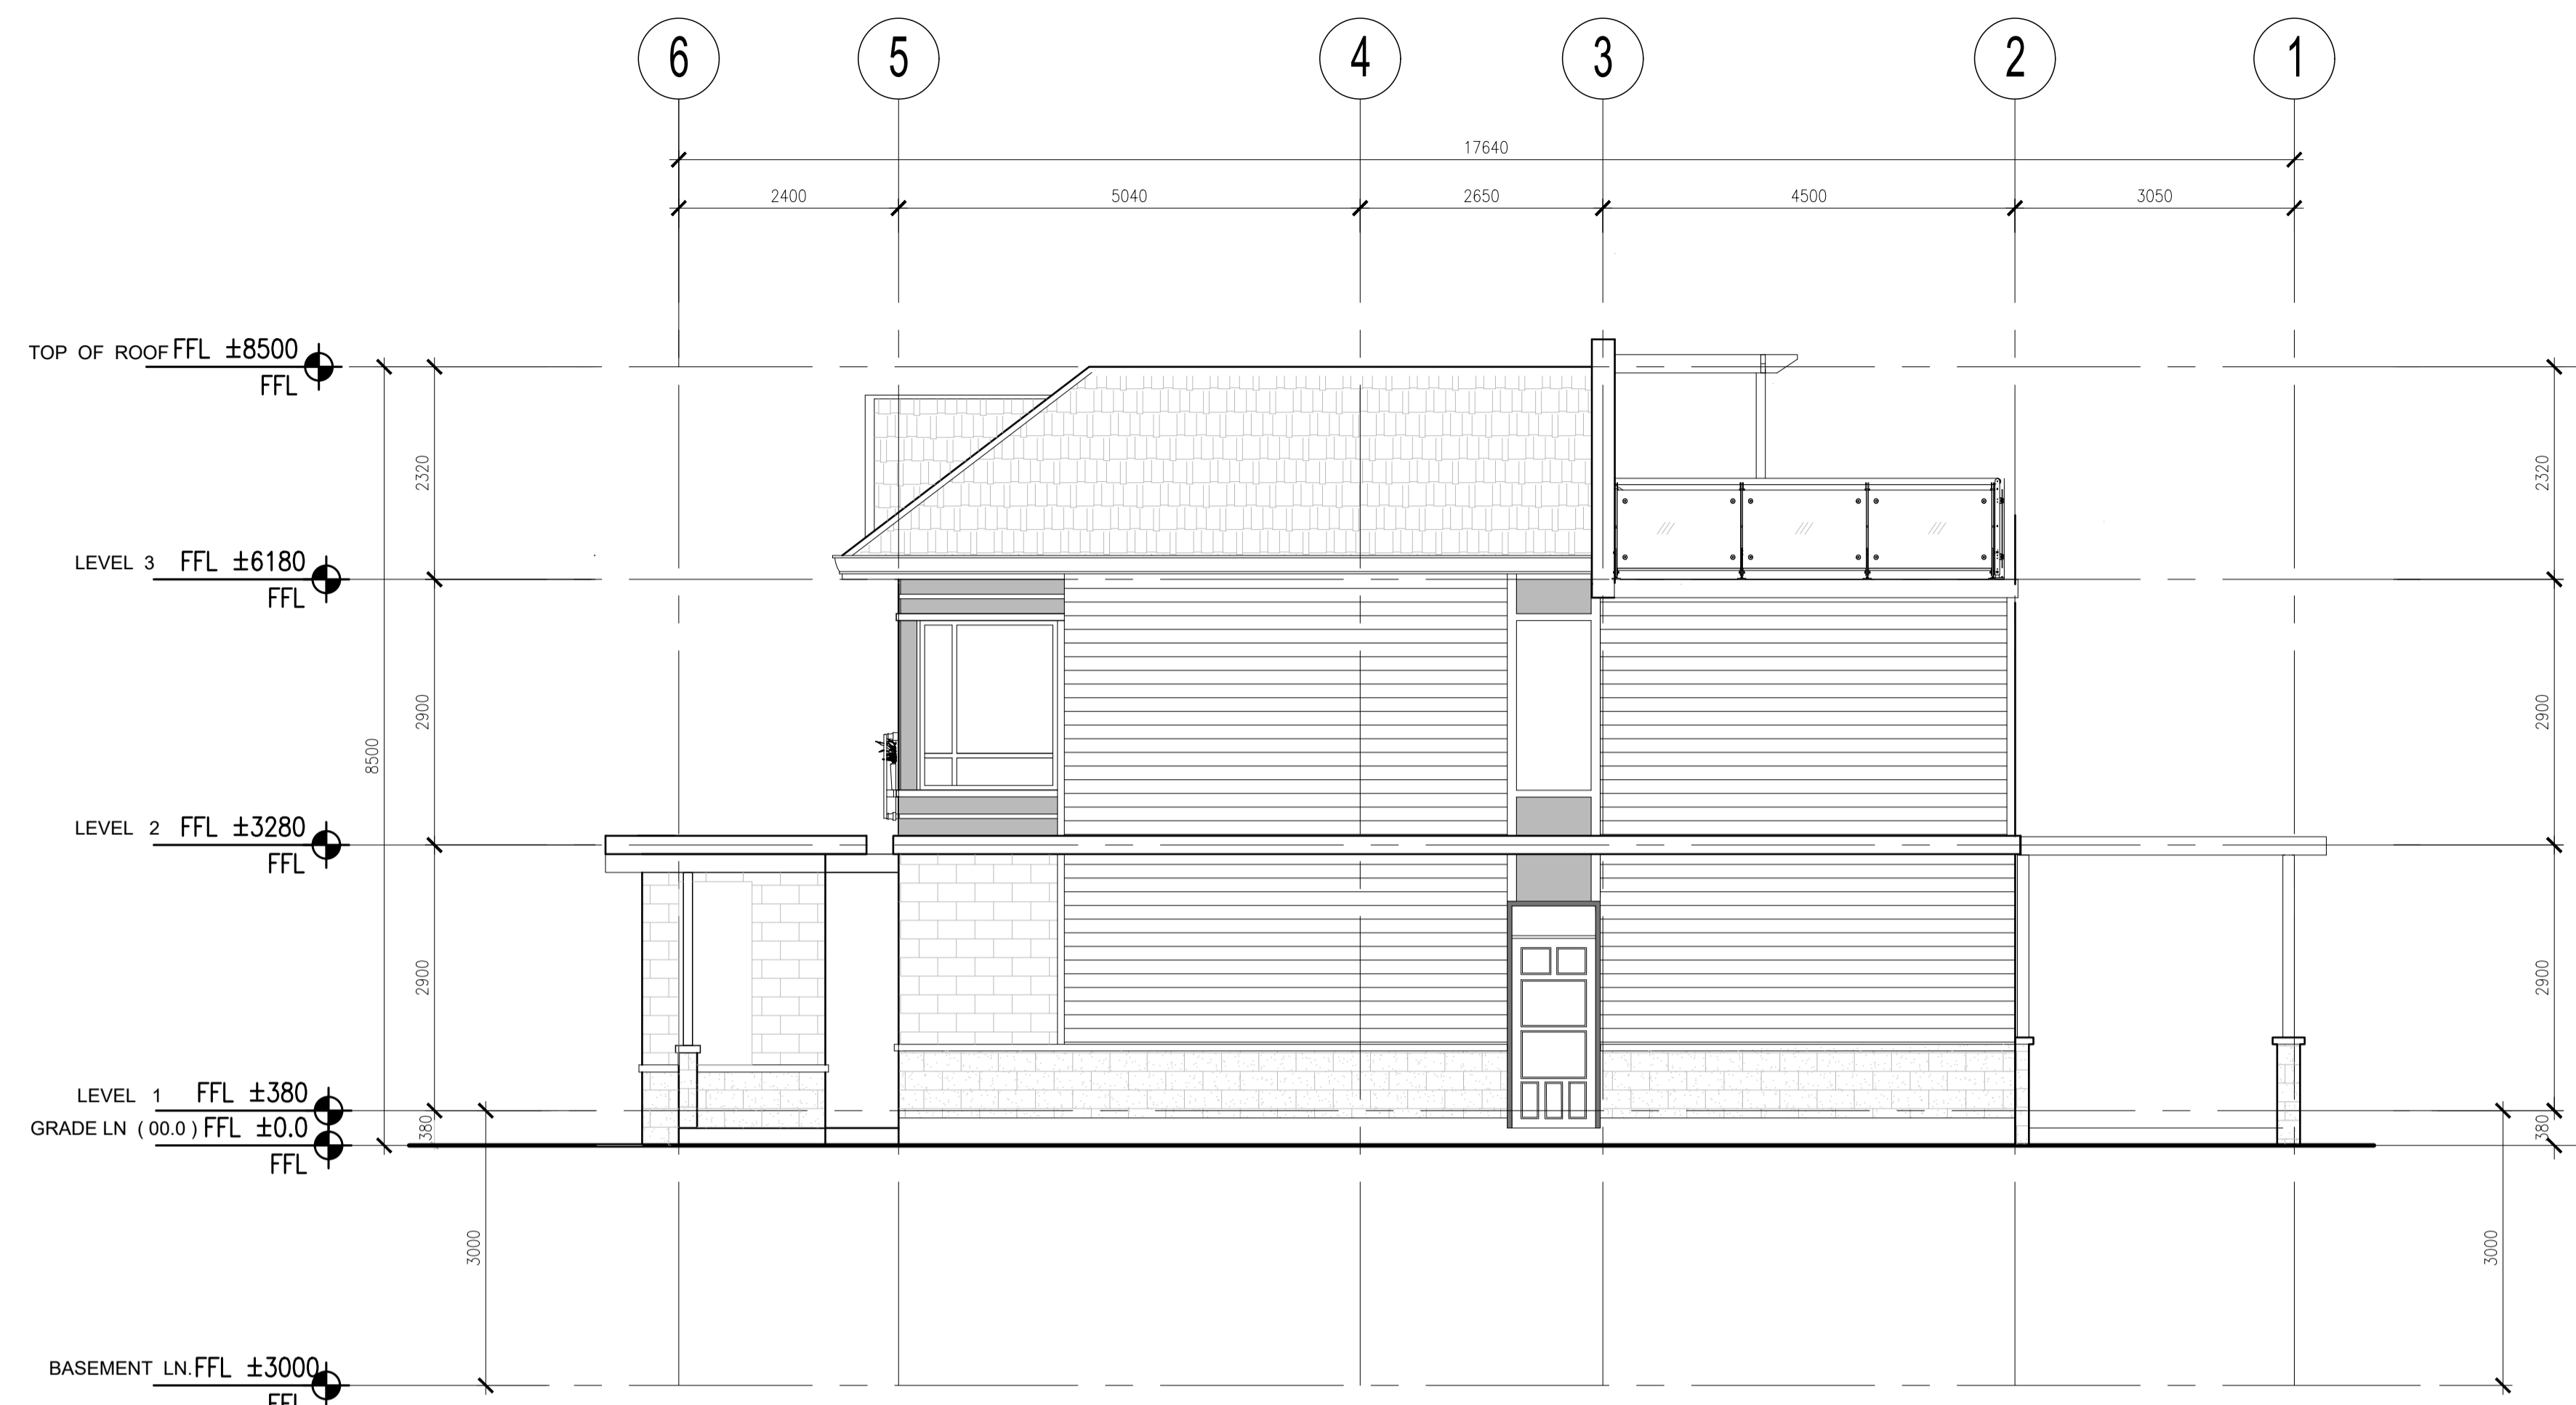 6 5 4 3 2 1
17640
2400 5040 2650 4500 3050
TOP OF ROOF FFL ±8500
FFL
2320 2320
LEVEL 3 FFL ±6180
FFL
2900 2900
8500
LEVEL 2 FFL ±3280
FFL
2900 2900
LEVEL 1 FFL ±380
GRADE LN ( 00.0 ) FFL ±0.0
380 380
FFL
3000 3000
BASEMENT LN. FFL ±3000
FFL